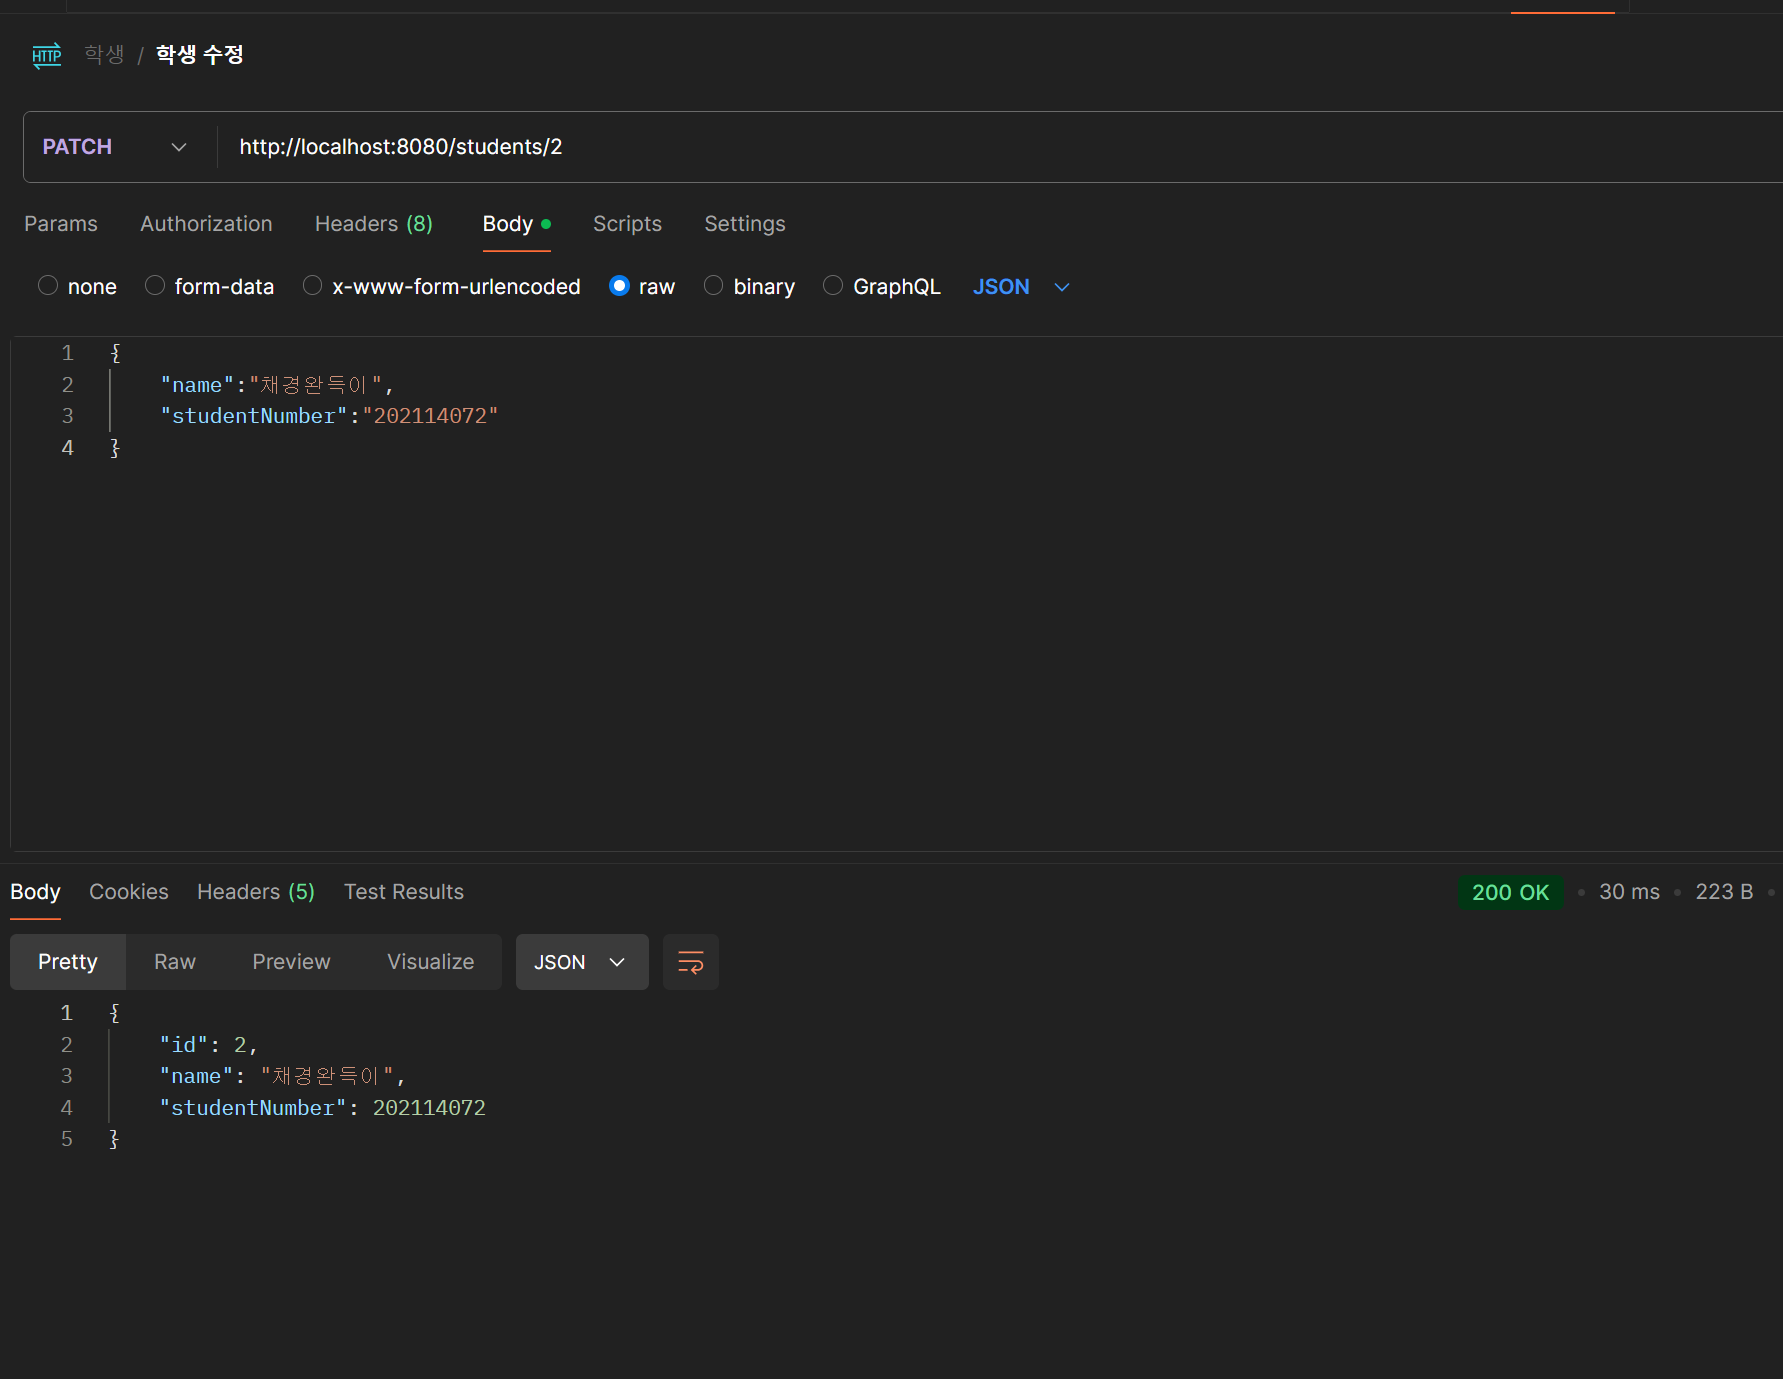 HTTP 학생 / 학생 수정
PATCH http://localhost:8080/students/2
Params Authorization Headers (8) Body Scripts Settings
none form-data x-www-form-urlencoded raw binary GraphQL JSON
1 {
2 "name":"채경완득이",
3 "studentNumber":"202114072"
4 }
Body Cookies Headers (5) Test Results 200 OK • 30 ms • 223 B •
Pretty Raw Preview Visualize JSON
1 {
2 "id": 2,
3 "name": "채경완득이",
4 "studentNumber": 202114072
5 }